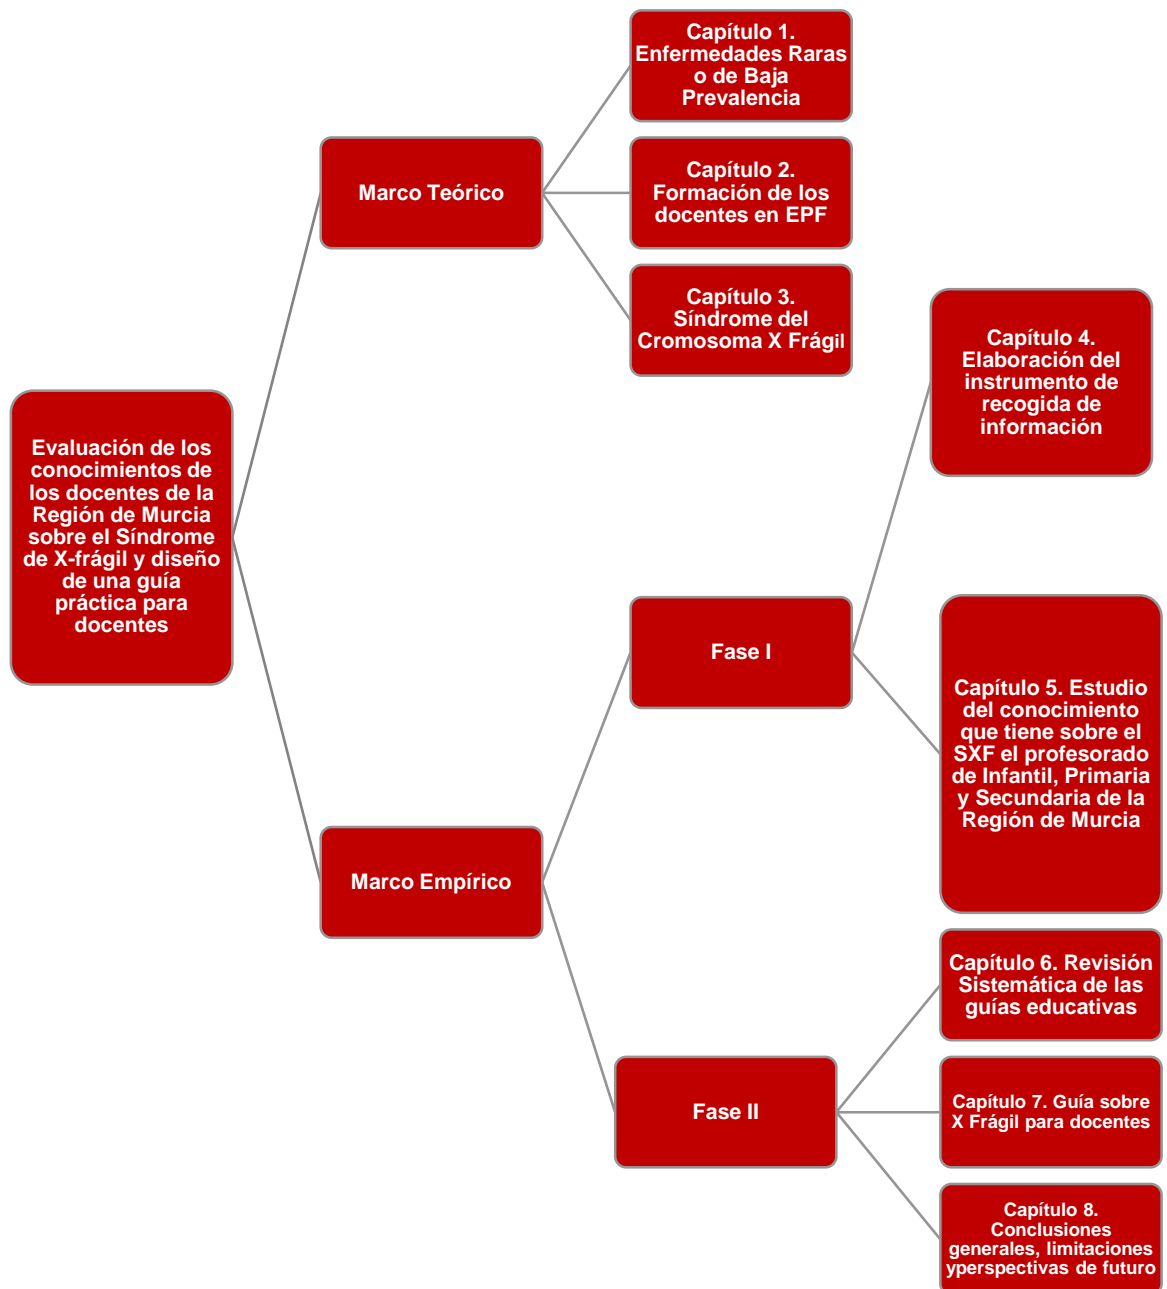 Evaluación de los
conocimientos de
los docentes de la
Región de Murcia
sobre el Síndrome
de X-frágil y diseño
de una guía
práctica para
docentes
Marco Teórico
Capítulo 1.
Enfermedades Raras
o de Baja
Prevalencia
Capítulo 2.
Formación de los
docentes en EPF
Capítulo 3.
Síndrome del
Cromosoma X Frágil
Marco Empírico
Fase I
Capítulo 4.
Elaboración del
instrumento de
recogida de
información
Capítulo 5. Estudio
del conocimiento
que tiene sobre el
SXF el profesorado
de Infantil, Primaria
y Secundaria de la
Región de Murcia
Fase II
Capítulo 6. Revisión
Sistemática de las
guías educativas
Capítulo 7. Guía sobre
X Frágil para docentes
Capítulo 8.
Conclusiones
generales, limitaciones
yperspectivas de futuro